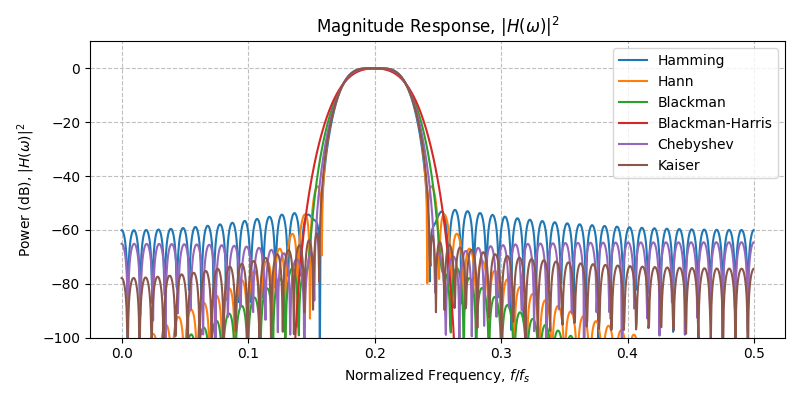 Magnitude Response, |H(ω)|²
Power (dB), |H(ω)|²
0
−20
−40
−60
−80
−100
Hamming
Hann
Blackman
Blackman-Harris
Chebyshev
Kaiser
0.0 0.1 0.2 0.3 0.4 0.5
Normalized Frequency, f/fₛ